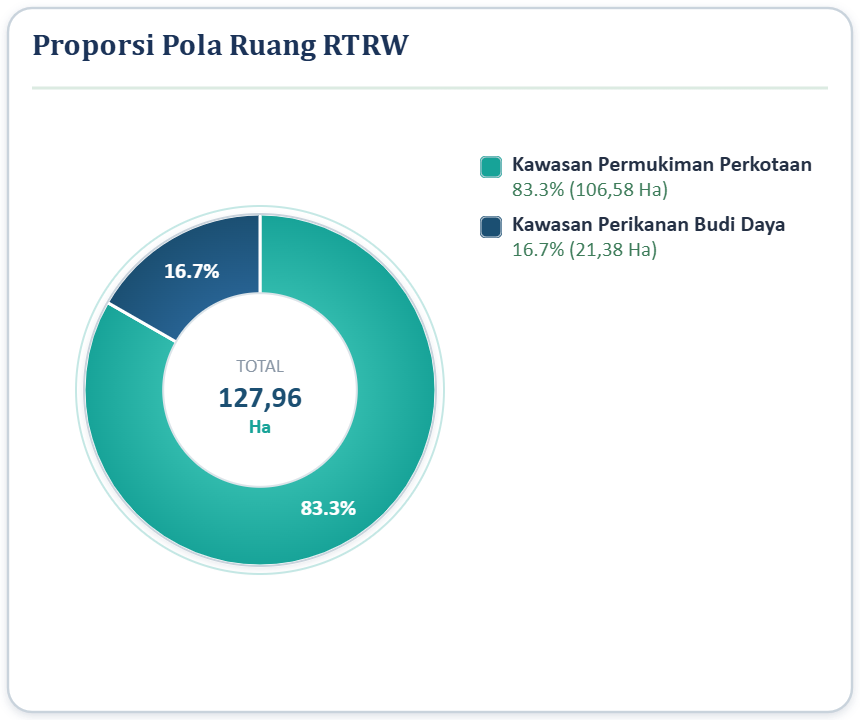 Proporsi Pola Ruang RTRW
Kawasan Permukiman Perkotaan
83.3% (106,58 Ha)
Kawasan Perikanan Budi Daya
16.7% (21,38 Ha)
16.7%
TOTAL
127,96
Ha
83.3%